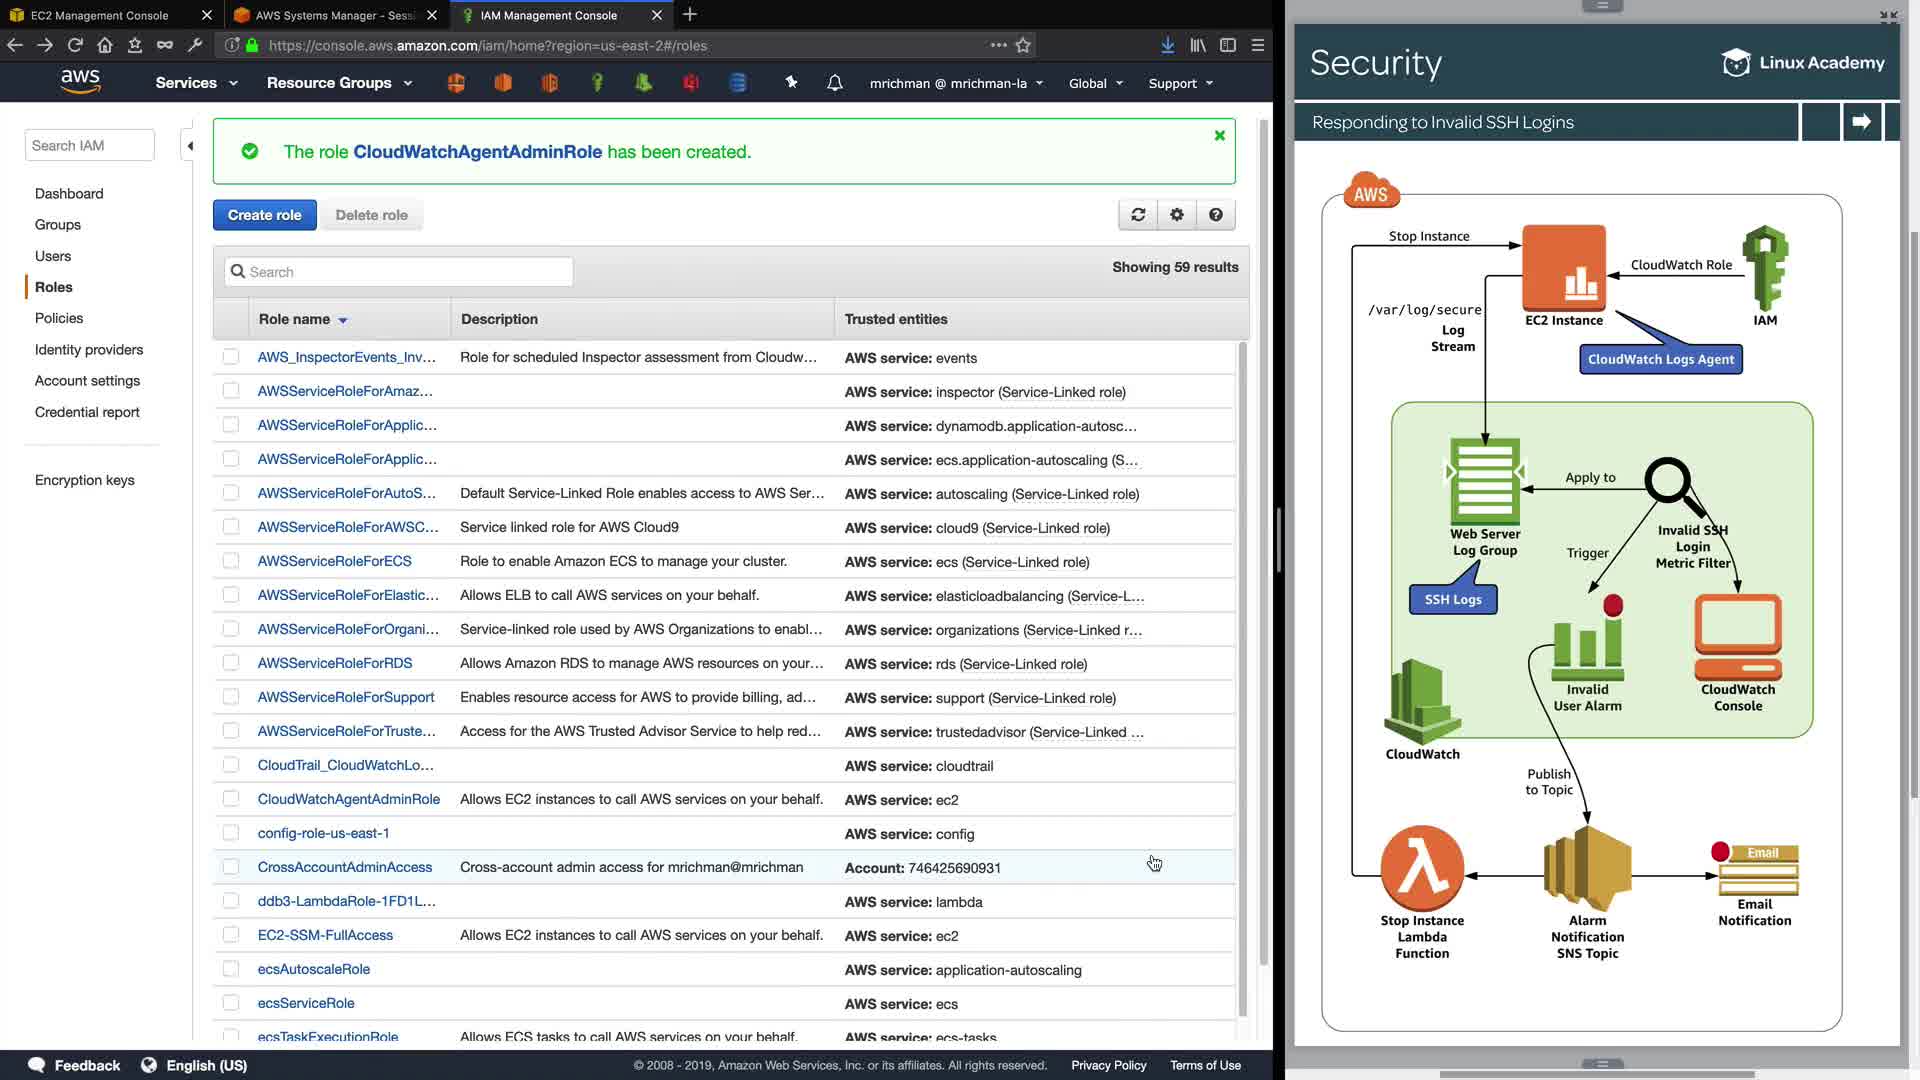 EC2 Management Console
AWS Systems Manager - Sess
IAM Management Console
https://console.aws.amazon.com/iam/home?region=us-east-2#/roles
aws
Services
Resource Groups
mrichman @ mrichman-la
Global
Support
Search IAM
Dashboard
Groups
Users
Roles
Policies
Identity providers
Account settings
Credential report
Encryption keys
The role CloudWatchAgentAdminRole has been created.
Create role
Delete role
Search
Showing 59 results
Role name Description Trusted entities
AWS_InspectorEvents_Inv... Role for scheduled Inspector assessment from Cloudw... AWS service: events
AWSServiceRoleForAmaz... AWS service: inspector (Service-Linked role)
AWSServiceRoleForApplic... AWS service: dynamodb.application-autosc...
AWSServiceRoleForApplic... AWS service: ecs.application-autoscaling (S...
AWSServiceRoleForAutoS... Default Service-Linked Role enables access to AWS Ser... AWS service: autoscaling (Service-Linked role)
AWSServiceRoleForAWSC... Service linked role for AWS Cloud9 AWS service: cloud9 (Service-Linked role)
AWSServiceRoleForECS Role to enable Amazon ECS to manage your cluster. AWS service: ecs (Service-Linked role)
AWSServiceRoleForElastic... Allows ELB to call AWS services on your behalf. AWS service: elasticloadbalancing (Service-L...
AWSServiceRoleForOrgani... Service-linked role used by AWS Organizations to enabl... AWS service: organizations (Service-Linked r...
AWSServiceRoleForRDS Allows Amazon RDS to manage AWS resources on your... AWS service: rds (Service-Linked role)
AWSServiceRoleForSupport Enables resource access for AWS to provide billing, ad... AWS service: support (Service-Linked role)
AWSServiceRoleForTruste... Access for the AWS Trusted Advisor Service to help red... AWS service: trustedadvisor (Service-Linked ...
CloudTrail_CloudWatchLo... AWS service: cloudtrail
CloudWatchAgentAdminRole Allows EC2 instances to call AWS services on your behalf. AWS service: ec2
config-role-us-east-1 AWS service: config
CrossAccountAdminAccess Cross-account admin access for mrichman@mrichman Account: 746425690931
ddb3-LambdaRole-1FD1L... AWS service: lambda
EC2-SSM-FullAccess Allows EC2 instances to call AWS services on your behalf. AWS service: ec2
ecsAutoscaleRole AWS service: application-autoscaling
ecsServiceRole AWS service: ecs
ecsTaskExecutionRole Allows ECS tasks to call AWS services on your behalf. AWS service: ecs-tasks
Feedback
English (US)
© 2008 - 2019, Amazon Web Services, Inc. or its affiliates. All rights reserved.
Privacy Policy
Terms of Use
Security
Linux Academy
Responding to Invalid SSH Logins
AWS
Stop Instance
CloudWatch Role
/var/log/secure
Log
Stream
EC2 Instance
IAM
CloudWatch Logs Agent
Apply to
Web Server
Log Group
Invalid SSH
Login
Metric Filter
Trigger
SSH Logs
Invalid
User Alarm
CloudWatch
Console
CloudWatch
Publish
to Topic
Email
Stop Instance
Lambda
Function
Alarm
Notification
SNS Topic
Email
Notification